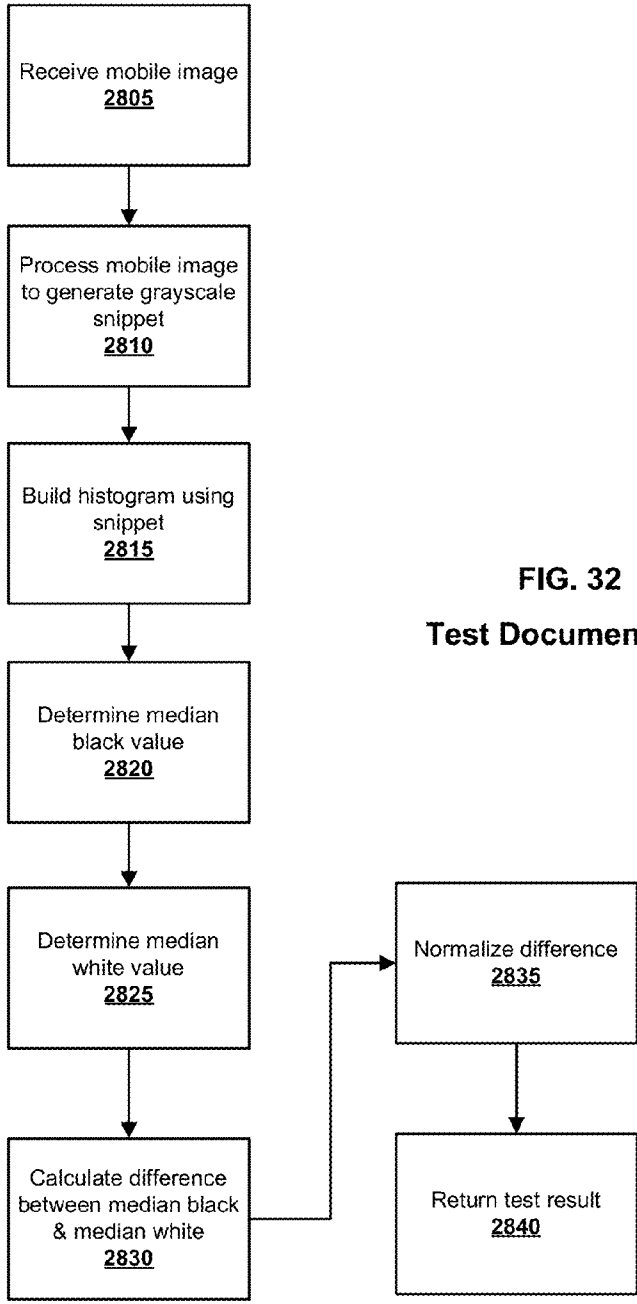 Receive mobile image
2805
Process mobile image
to generate grayscale
snippet
2810
Build histogram using
snippet
2815
FIG. 32
Test Documen
Determine median
black value
2820
Determine median
white value
2825
Normalize difference
2835
Calculate difference
between median black
& median white
2830
Return test result
2840